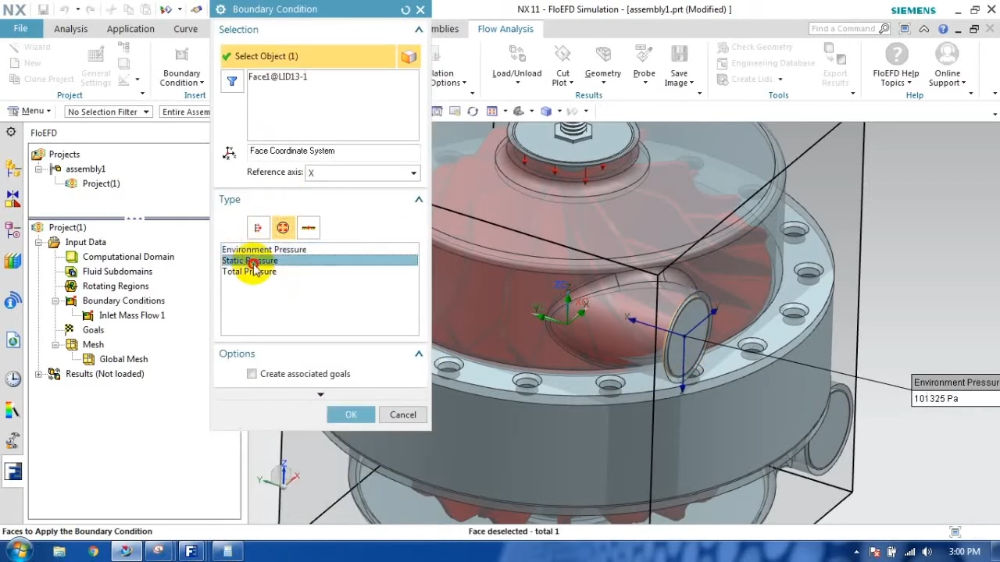 NX
Boundary Condition
NX 11 - FloEFD Simulation - [assembly1.prt (Modified) ]
SIEMENS
File
Analysis
Application
Curve
Flow Analysis
Find a Command
Wizard
New
Clone Project
General Settings
Project
Boundary Condition
Insert
Load/Unload
Cut Plot
Geometry
Probe
Save Image
Results
Check Geometry
Engineering Database
Create Lids
Export Results
Tools
FloEFD Help Topics
Online Support
Help
Menu
No Selection Filter
Entire Assem
FloEFD
Projects
assembly1
Project(1)
Project(1)
Input Data
Computational Domain
Fluid Subdomains
Rotating Regions
Boundary Conditions
Inlet Mass Flow 1
Goals
Mesh
Global Mesh
Results (Not loaded)
Selection
Select Object (1)
Face1@LID13-1
Face Coordinate System
Reference axis:
X
Type
Environment Pressure
Static Pressure
Total Pressure
Options
Create associated goals
OK
Cancel
Environment Pressur
101325 Pa
Faces to Apply the Boundary Condition
Face deselected - total 1
3:00 PM